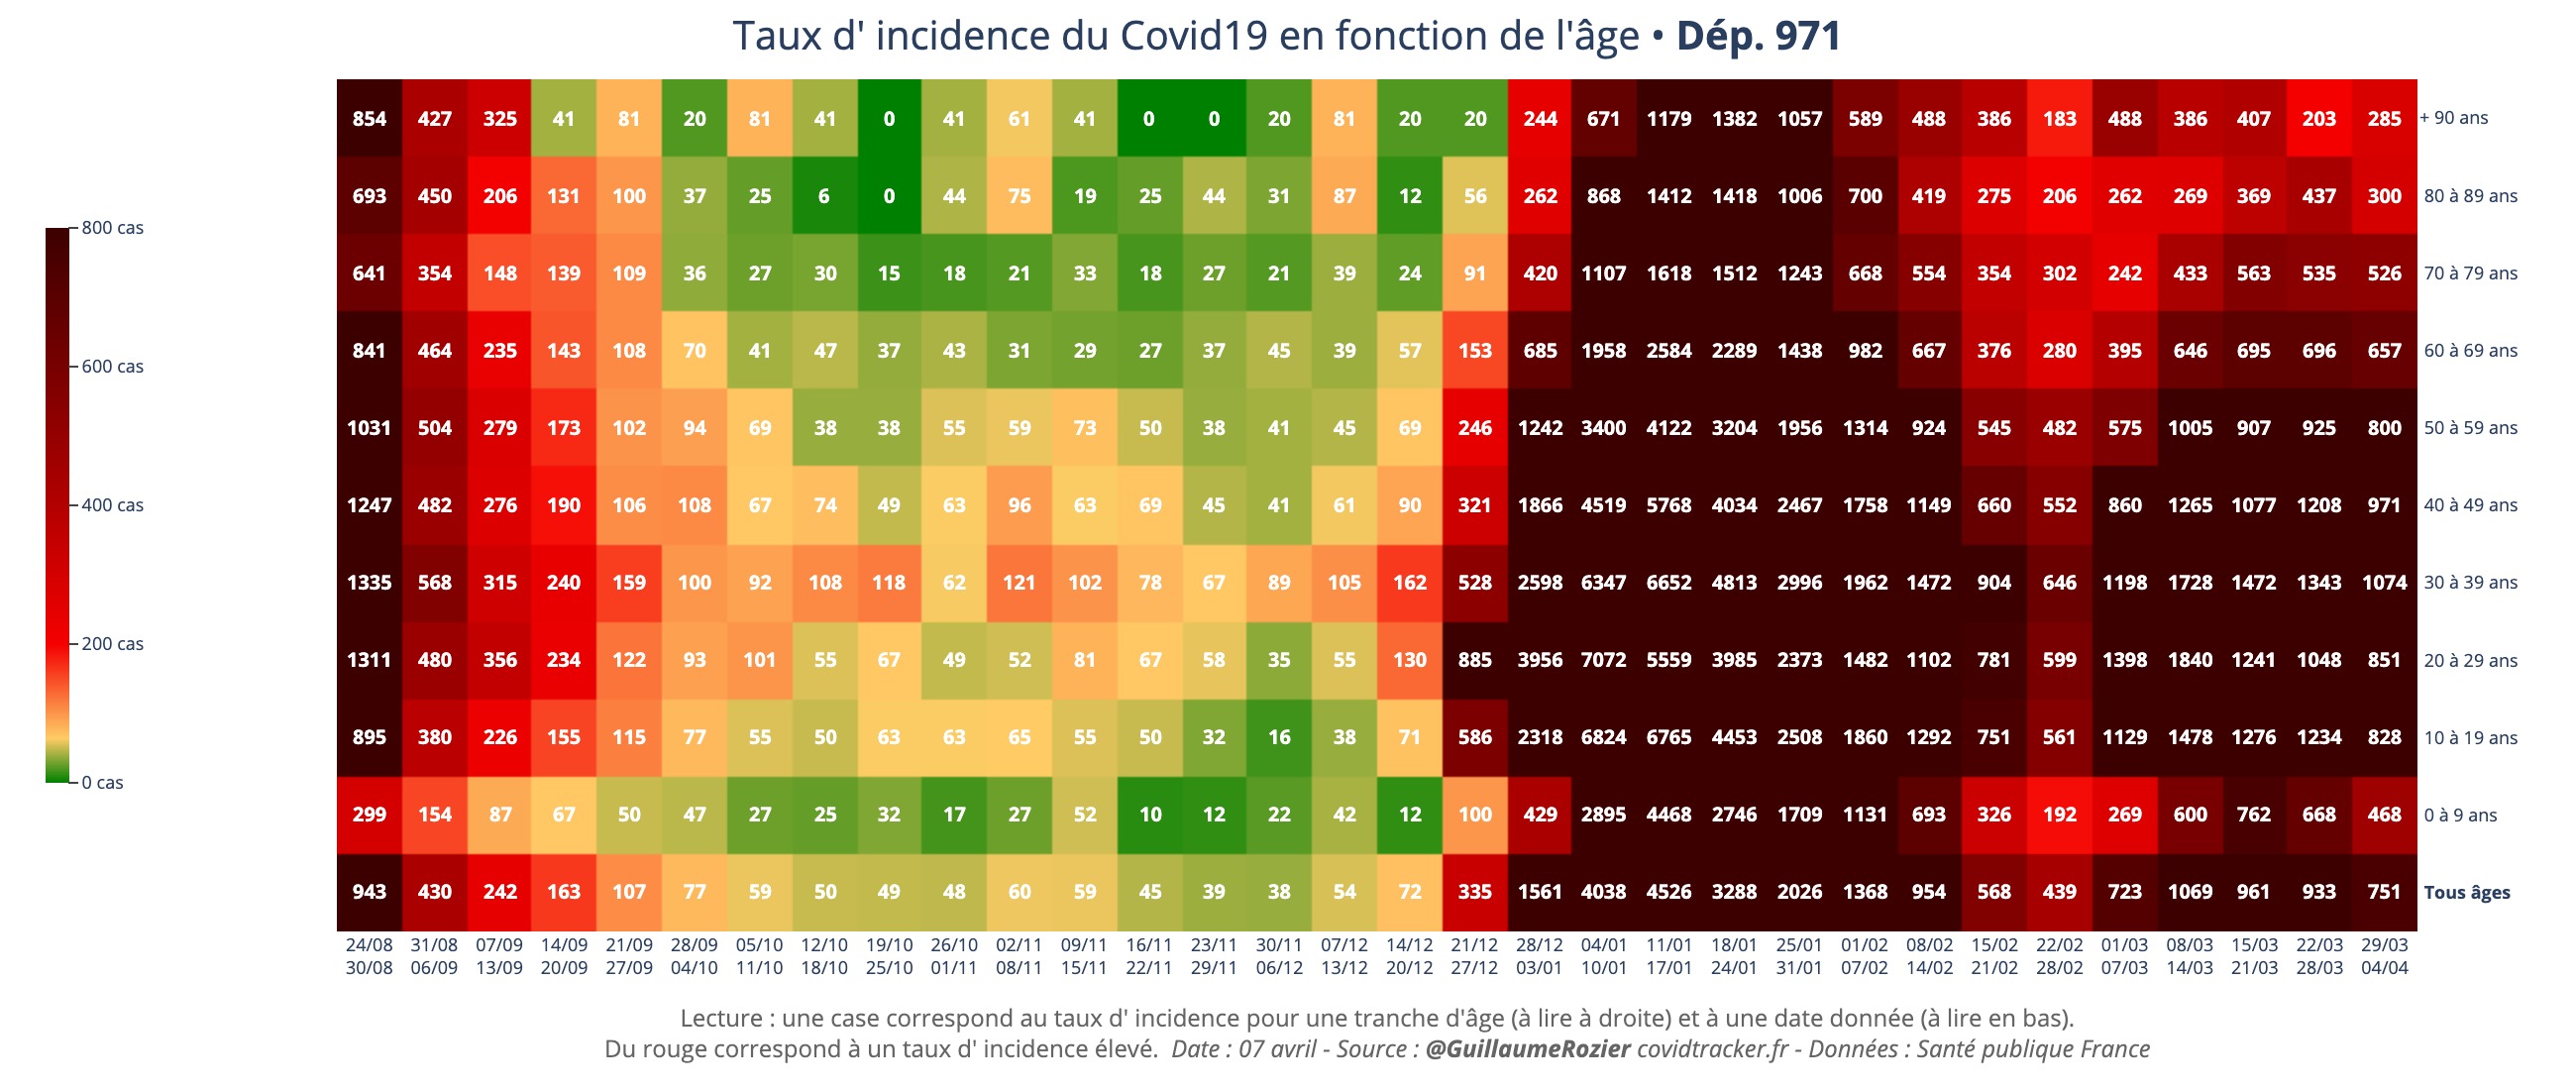 Taux d' incidence du Covid19 en fonction de l'âge • Dép. 971
854 427 325 41 81 20 81 41 0 41 61 41 0 0 20 81 20 20 244 671 1179 1382 1057 589 488 386 183 488 386 407 203 285 + 90 ans
693 450 206 131 100 37 25 6 0 44 75 19 25 44 31 87 12 56 262 868 1412 1418 1006 700 419 275 206 262 269 369 437 300 80 à 89 ans
800 cas
641 354 148 139 109 36 27 30 15 18 21 33 18 27 21 39 24 91 420 1107 1618 1512 1243 668 554 354 302 242 433 563 535 526 70 à 79 ans
841 464 235 143 108 70 41 47 37 43 31 29 27 37 45 39 57 153 685 1958 2584 2289 1438 982 667 376 280 395 646 695 696 657 60 à 69 ans
600 cas
1031 504 279 173 102 94 69 38 38 55 59 73 50 38 41 45 69 246 1242 3400 4122 3204 1956 1314 924 545 482 575 1005 907 925 800 50 à 59 ans
400 cas
1247 482 276 190 106 108 67 74 49 63 96 63 69 45 41 61 90 321 1866 4519 5768 4034 2467 1758 1149 660 552 860 1265 1077 1208 971 40 à 49 ans
1335 568 315 240 159 100 92 108 118 62 121 102 78 67 89 105 162 528 2598 6347 6652 4813 2996 1962 1472 904 646 1198 1728 1472 1343 1074 30 à 39 ans
200 cas
1311 480 356 234 122 93 101 55 67 49 52 81 67 58 35 55 130 885 3956 7072 5559 3985 2373 1482 1102 781 599 1398 1840 1241 1048 851 20 à 29 ans
895 380 226 155 115 77 55 50 63 63 65 55 50 32 16 38 71 586 2318 6824 6765 4453 2508 1860 1292 751 561 1129 1478 1276 1234 828 10 à 19 ans
0 cas
299 154 87 67 50 47 27 25 32 17 27 52 10 12 22 42 12 100 429 2895 4468 2746 1709 1131 693 326 192 269 600 762 668 468 0 à 9 ans
943 430 242 163 107 77 59 50 49 48 60 59 45 39 38 54 72 335 1561 4038 4526 3288 2026 1368 954 568 439 723 1069 961 933 751 Tous âges
24/08 31/08 07/09 14/09 21/09 28/09 05/10 12/10 19/10 26/10 02/11 09/11 16/11 23/11 30/11 07/12 14/12 21/12 28/12 04/01 11/01 18/01 25/01 01/02 08/02 15/02 22/02 01/03 08/03 15/03 22/03 29/03
30/08 06/09 13/09 20/09 27/09 04/10 11/10 18/10 25/10 01/11 08/11 15/11 22/11 29/11 06/12 13/12 20/12 27/12 03/01 10/01 17/01 24/01 31/01 07/02 14/02 21/02 28/02 07/03 14/03 21/03 28/03 04/04
Lecture : une case correspond au taux d' incidence pour une tranche d'âge (à lire à droite) et à une date donnée (à lire en bas).
Du rouge correspond à un taux d' incidence élevé. Date : 07 avril - Source : @GuillaumeRozier covidtracker.fr - Données : Santé publique France